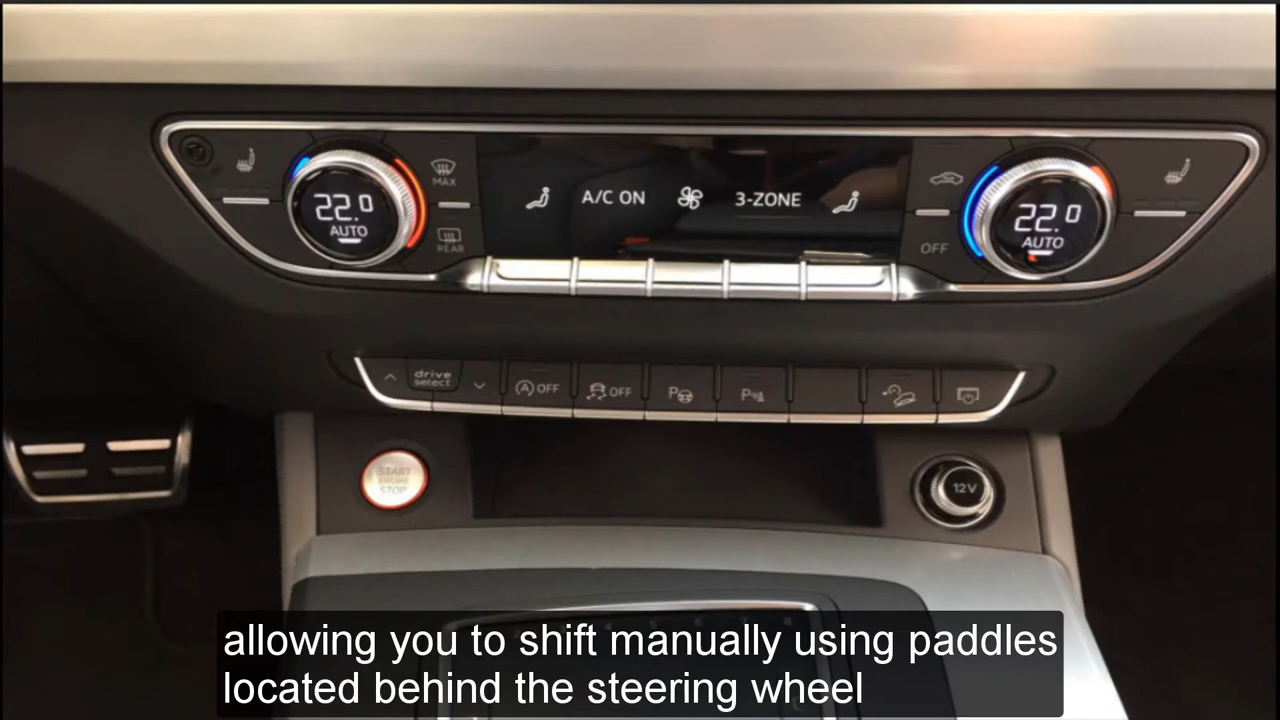 22.0
AUTO
MAX
REAR
A/C ON
3-ZONE
OFF
22.0
AUTO
drive
select
A OFF
OFF
P
P
START
ENGINE
STOP
12V
allowing you to shift manually using paddles
located behind the steering wheel